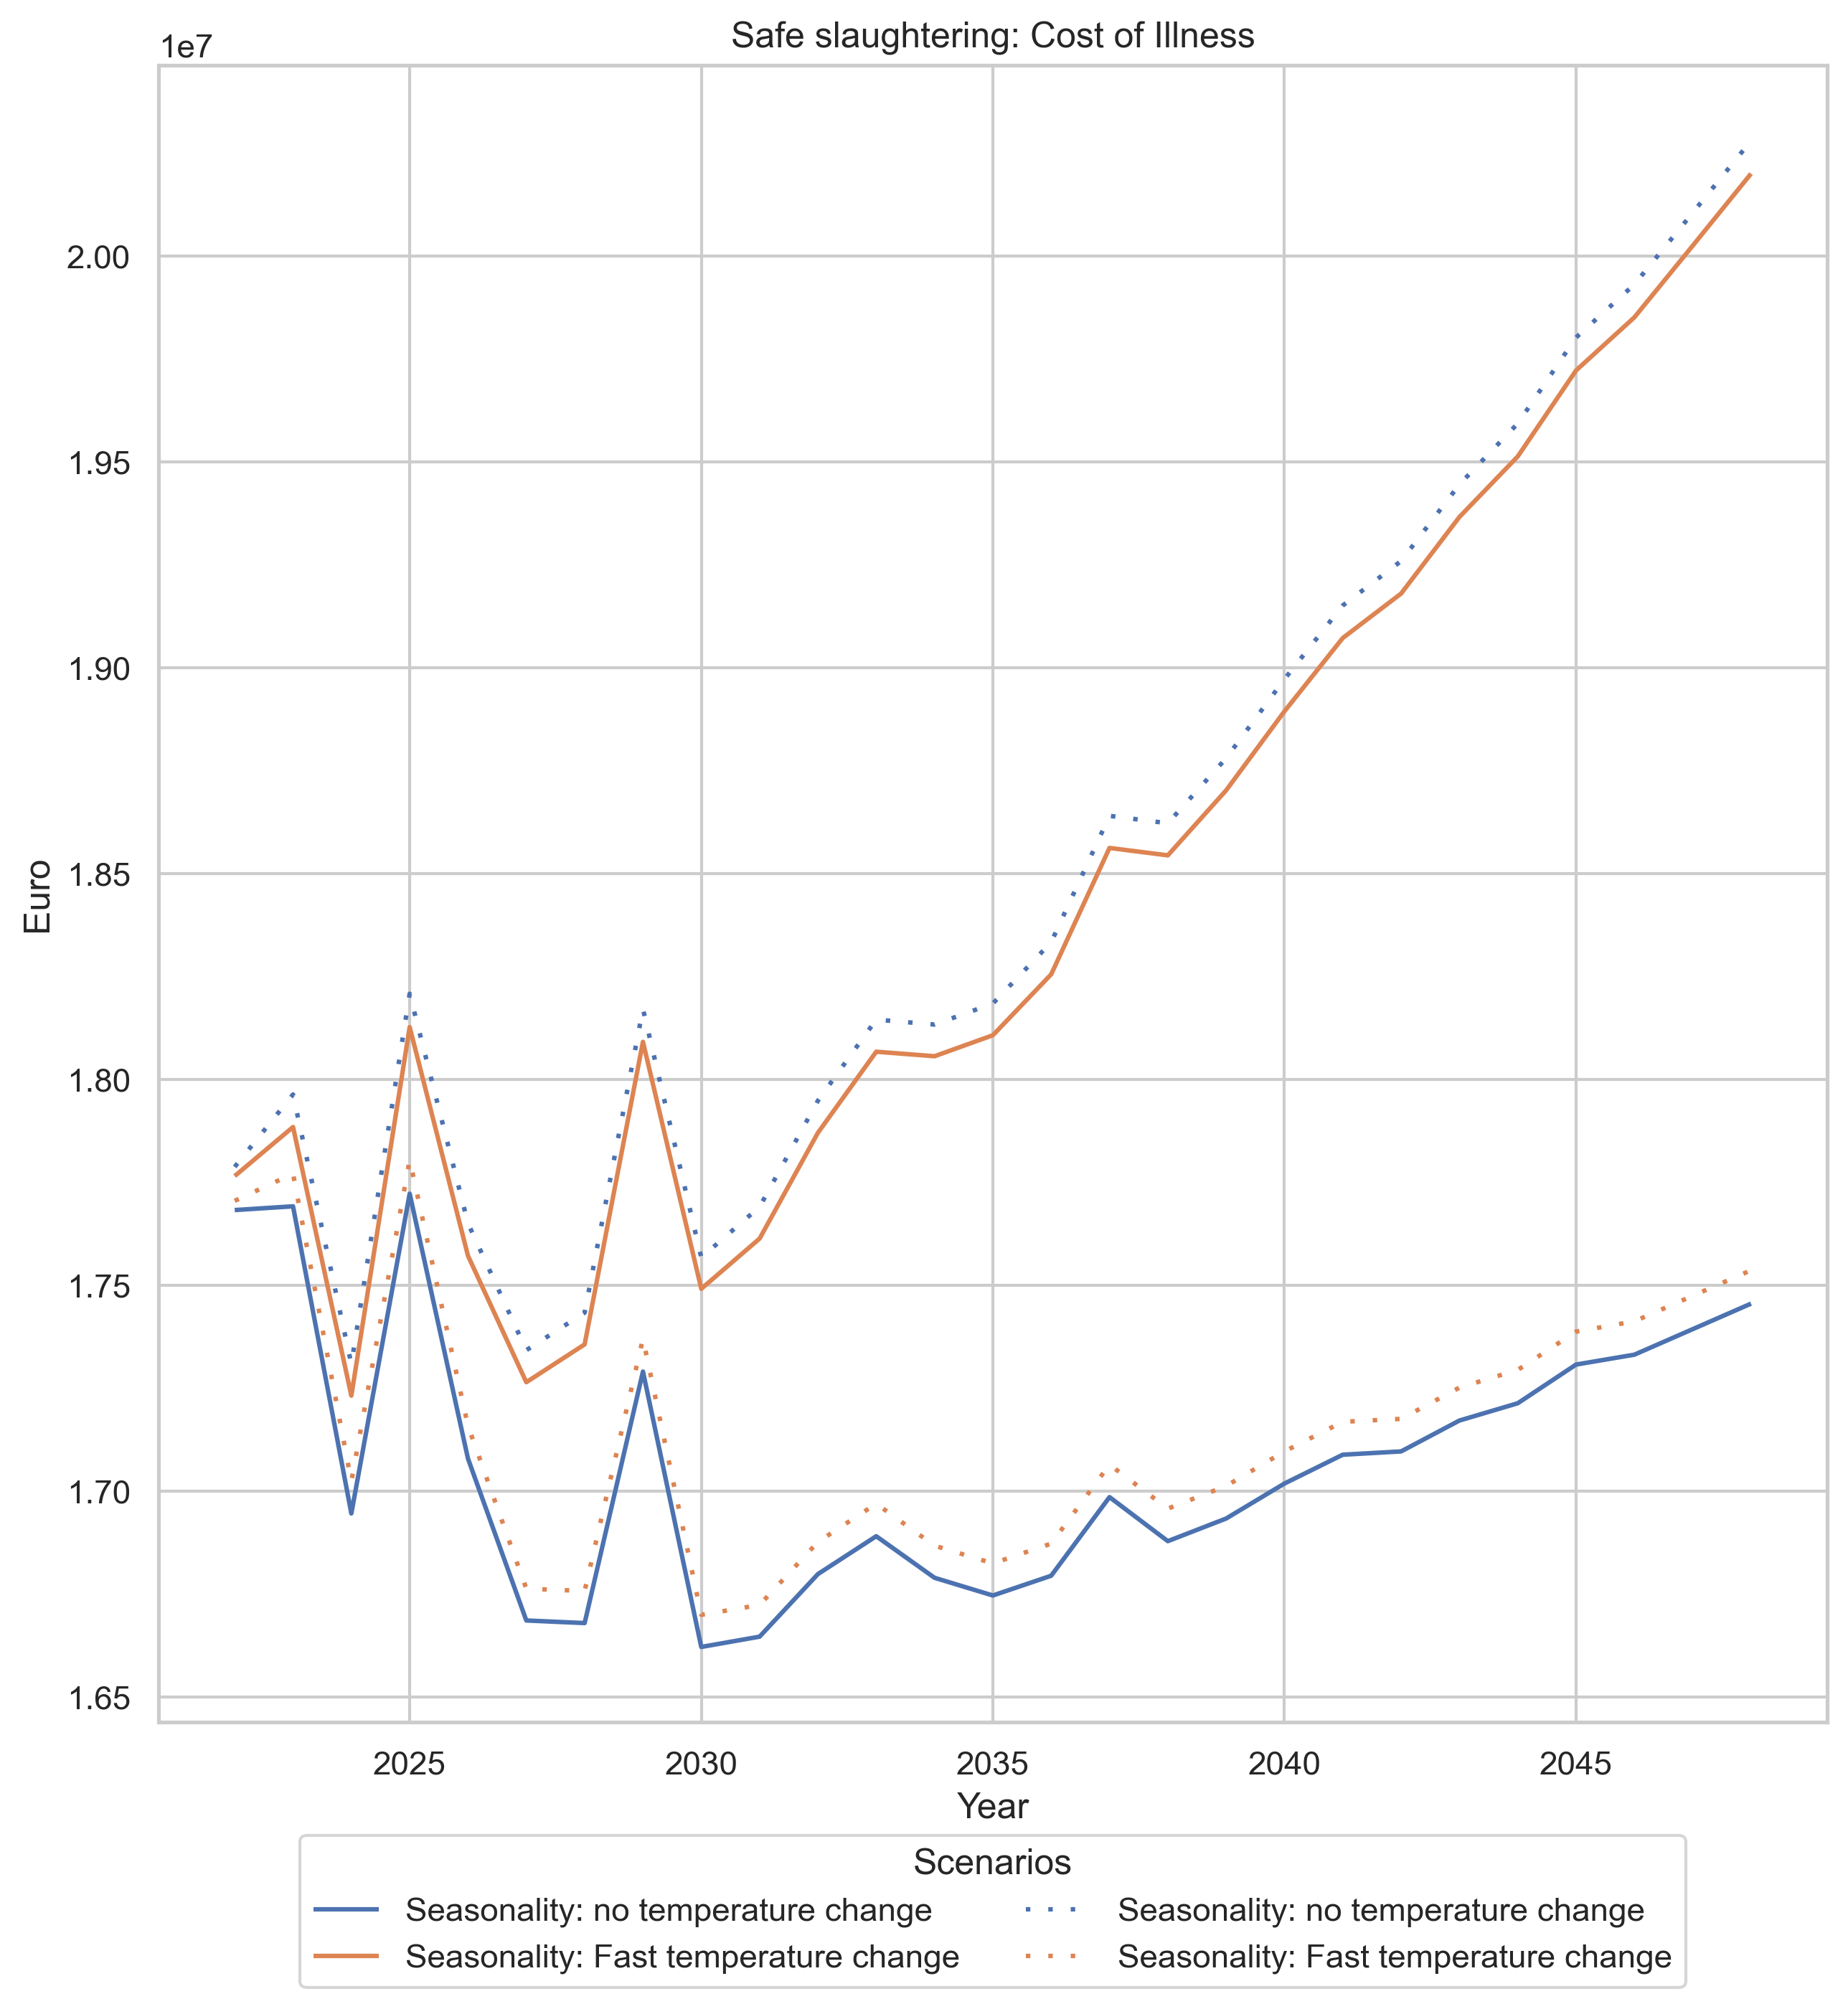 Safe slaughtering: Cost of Illness
1e7
2.00
1.95
1.90
1.85
1.80
1.75
1.70
1.65
Euro
2025 2030 2035 2040 2045
Year
Scenarios
Seasonality: no temperature change Seasonality: no temperature change
Seasonality: Fast temperature change Seasonality: Fast temperature change